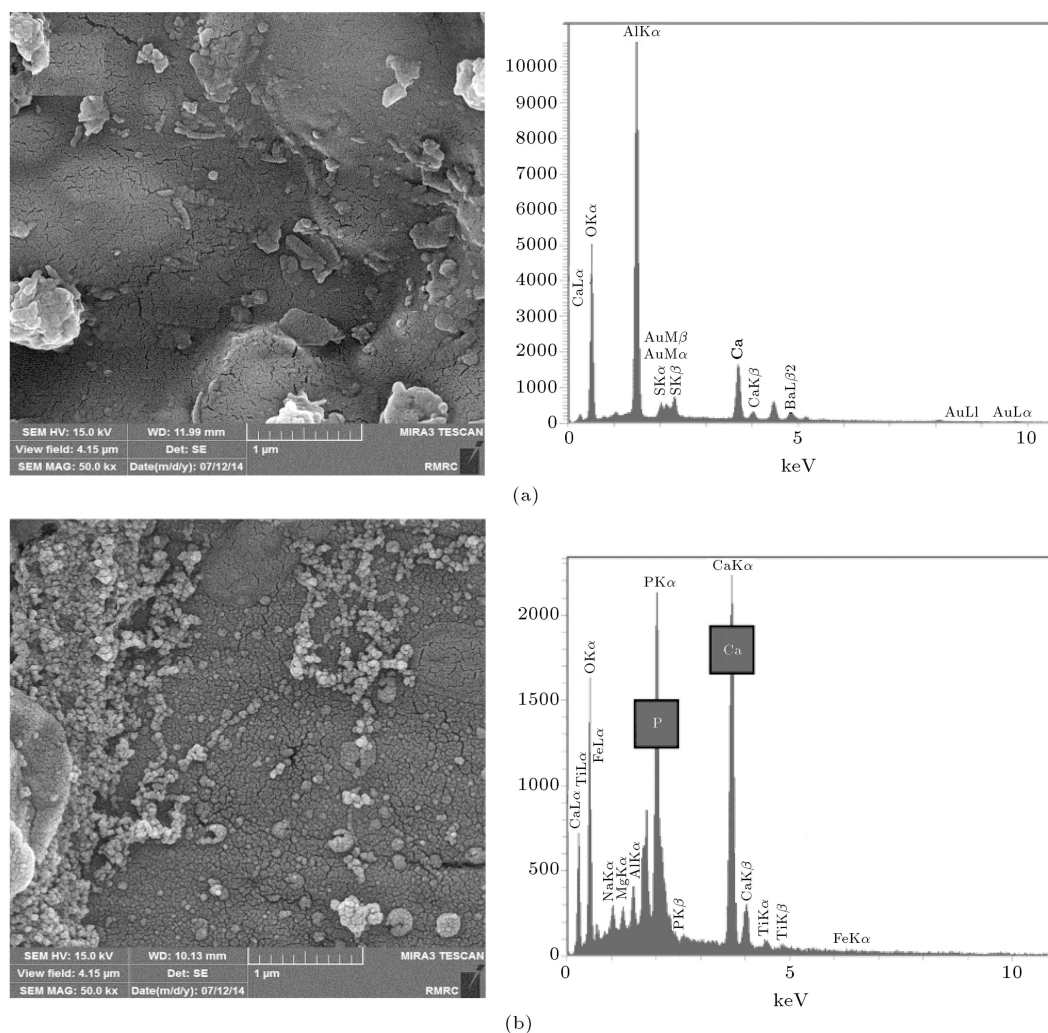 SEM HV: 15.0 kV WD: 11.99 mm MIRA3 TESCAN
View field: 4.15 µm Det: SE 1 µm
SEM MAG: 50.0 kx Date(m/d/y): 07/12/14 RMRC
10000
9000
8000
7000
6000
5000
4000
3000
2000
1000
0
CaLα
OKα
AlKα
AuMβ
AuMα
SKα
SKβ
Ca
CaKβ
BaLβ2
AuLl
AuLα
0 5 10
keV
(a)
SEM HV: 15.0 kV WD: 10.13 mm MIRA3 TESCAN
View field: 4.15 µm Det: SE 1 µm
SEM MAG: 50.0 kx Date(m/d/y): 07/12/14 RMRC
2000
1500
1000
500
0
CaLα
TiLα
OKα
FeLα
NaKα
MgKα
AlKα
PKα
P
PKβ
CaKα
Ca
CaKβ
TiKα
TiKβ
FeKα
0 5 10
keV
(b)